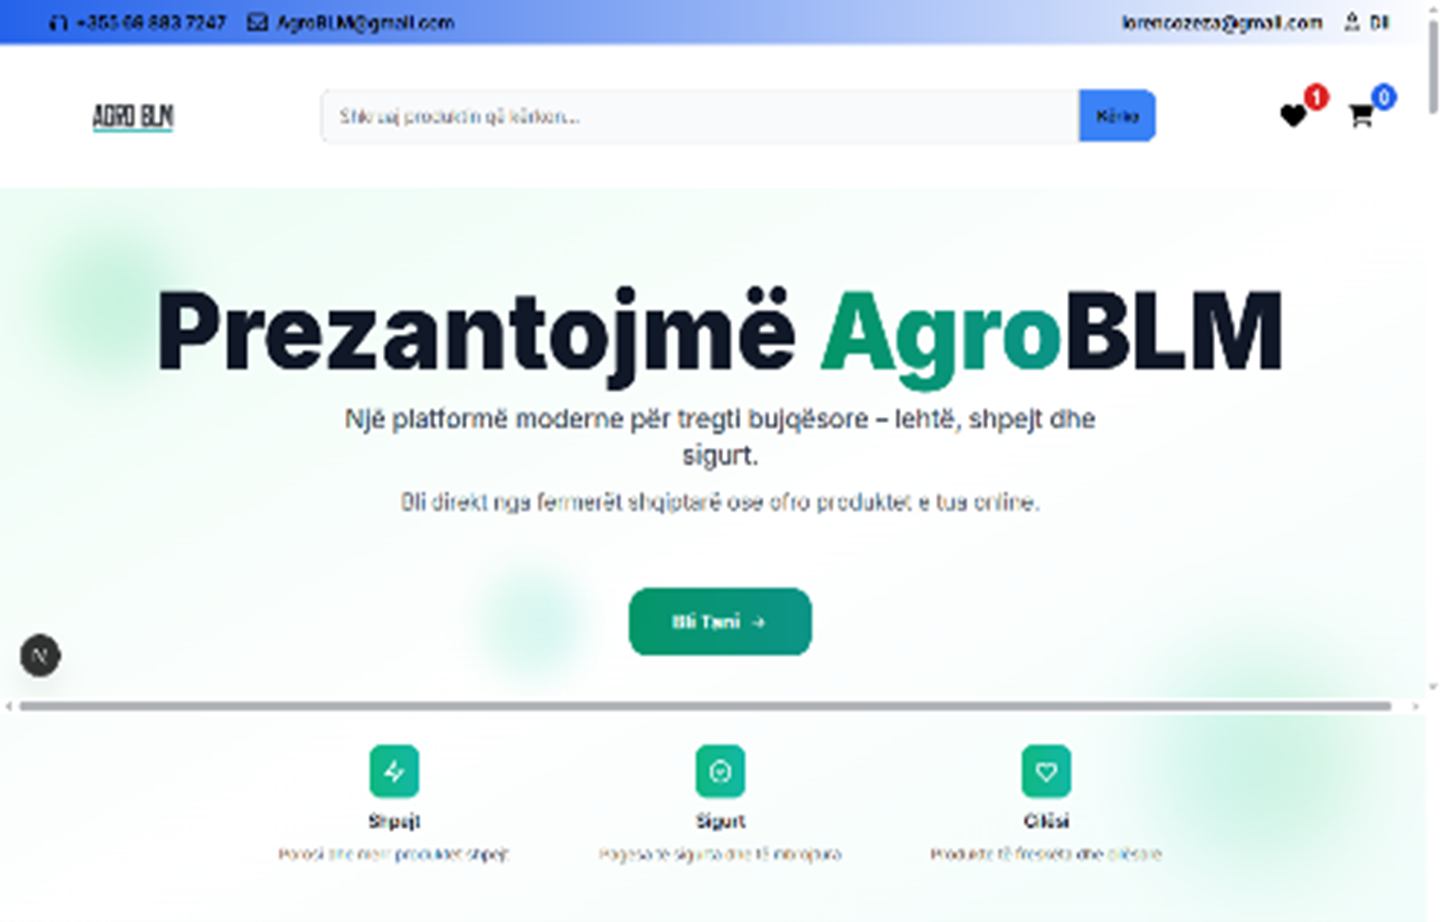 +355 68 883 7247 AgroBLM@gmail.com lorencozeza@gmail.com Dil
AGRO BLM Shkruaj produktin që kërkon... Kërko 1 0
Prezantojmë AgroBLM
Një platformë moderne për tregti bujqësore – lehtë, shpejt dhe
sigurt.
Bli direkt nga fermerët shqiptarë ose ofro produktet e tua online.
Bli Tani →
N
Shpejt Sigurt Cilësi
Porosi dhe merr produktet shpejt Pagesa të sigurta dhe të mbrojtura Produkte të freskëta dhe cilësore